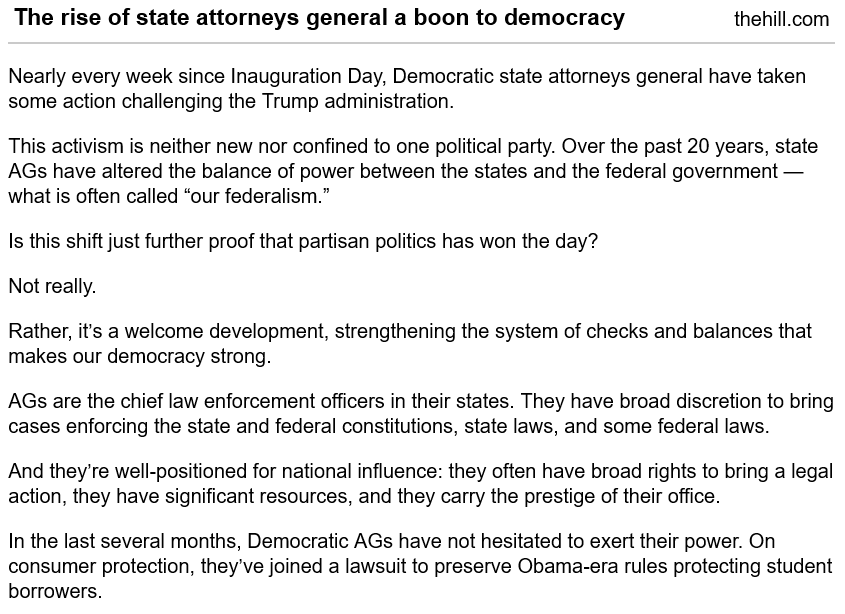 The rise of state attorneys general a boon to democracy thehill.com
Nearly every week since Inauguration Day, Democratic state attorneys general have taken
some action challenging the Trump administration.
This activism is neither new nor confined to one political party. Over the past 20 years, state
AGs have altered the balance of power between the states and the federal government —
what is often called “our federalism.”
Is this shift just further proof that partisan politics has won the day?
Not really.
Rather, it’s a welcome development, strengthening the system of checks and balances that
makes our democracy strong.
AGs are the chief law enforcement officers in their states. They have broad discretion to bring
cases enforcing the state and federal constitutions, state laws, and some federal laws.
And they’re well-positioned for national influence: they often have broad rights to bring a legal
action, they have significant resources, and they carry the prestige of their office.
In the last several months, Democratic AGs have not hesitated to exert their power. On
consumer protection, they’ve joined a lawsuit to preserve Obama-era rules protecting student
borrowers.